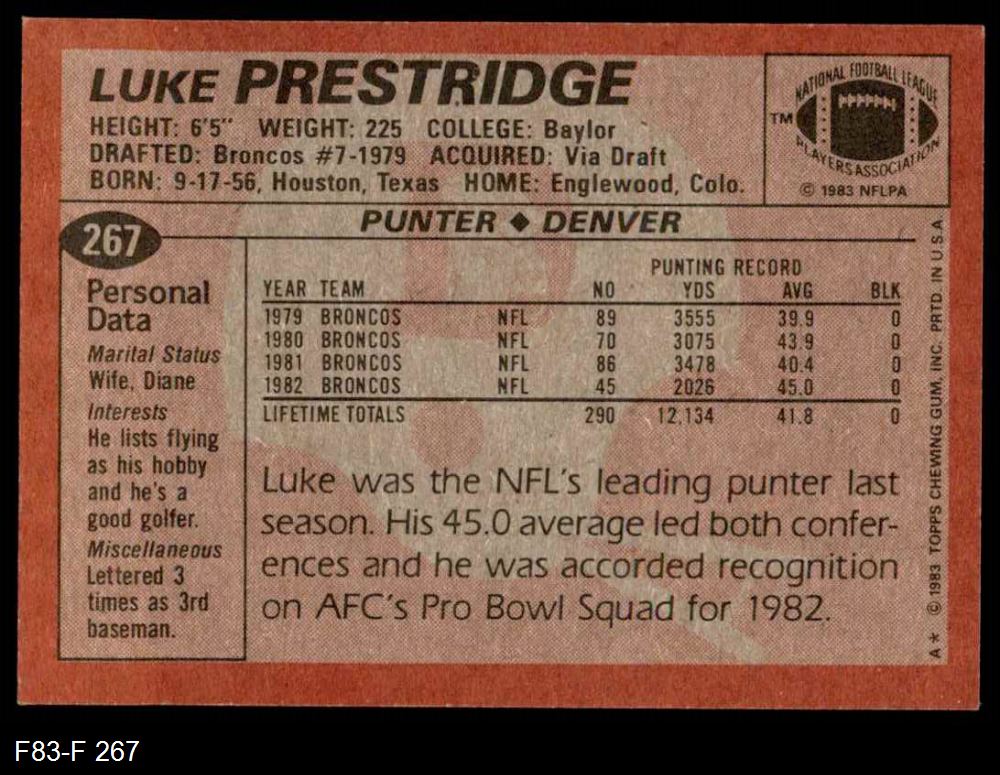 LUKE PRESTRIDGE
HEIGHT: 6'5" WEIGHT: 225 COLLEGE: Baylor
DRAFTED: Broncos #7-1979 ACQUIRED: Via Draft
BORN: 9-17-56, Houston, Texas HOME: Englewood, Colo.
NATIONAL FOOTBALL LEAGUE
TM
PLAYERS ASSOCIATION
© 1983 NFLPA
PUNTER ◆ DENVER
267
Personal
Data
Marital Status
Wife, Diane
Interests
He lists flying
as his hobby
and he's a
good golfer.
Miscellaneous
Lettered 3
times as 3rd
baseman.
PUNTING RECORD
YEAR TEAM NO YDS AVG BLK
1979 BRONCOS NFL 89 3555 39.9 0
1980 BRONCOS NFL 70 3075 43.9 0
1981 BRONCOS NFL 86 3478 40.4 0
1982 BRONCOS NFL 45 2026 45.0 0
LIFETIME TOTALS 290 12,134 41.8 0
Luke was the NFL's leading punter last
season. His 45.0 average led both confer-
ences and he was accorded recognition
on AFC's Pro Bowl Squad for 1982.
A* © 1983 TOPPS CHEWING GUM, INC. PRTD. IN U.S.A
F83-F 267